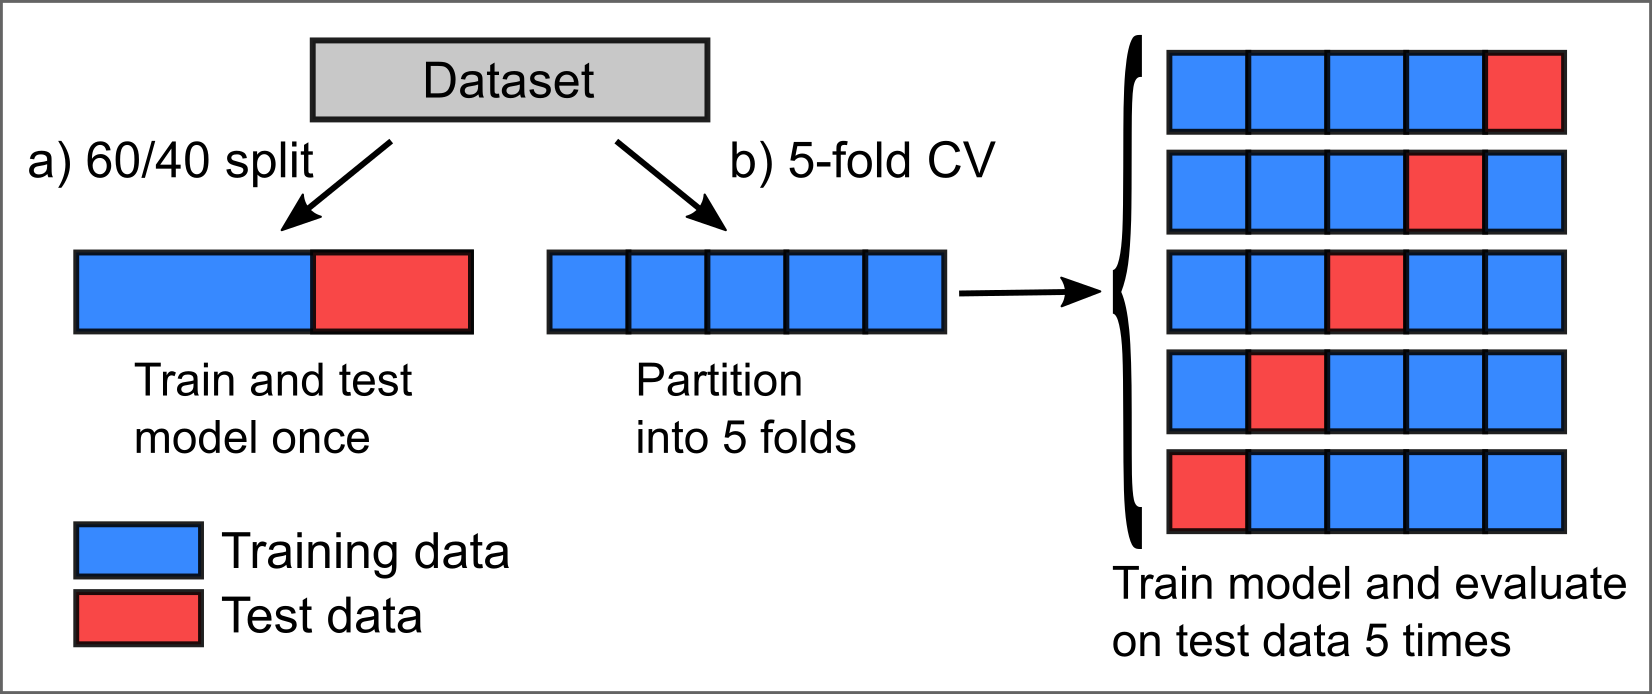 Dataset
a) 60/40 split
b) 5-fold CV
Train and test
model once
Partition
into 5 folds
Training data
Test data
Train model and evaluate
on test data 5 times